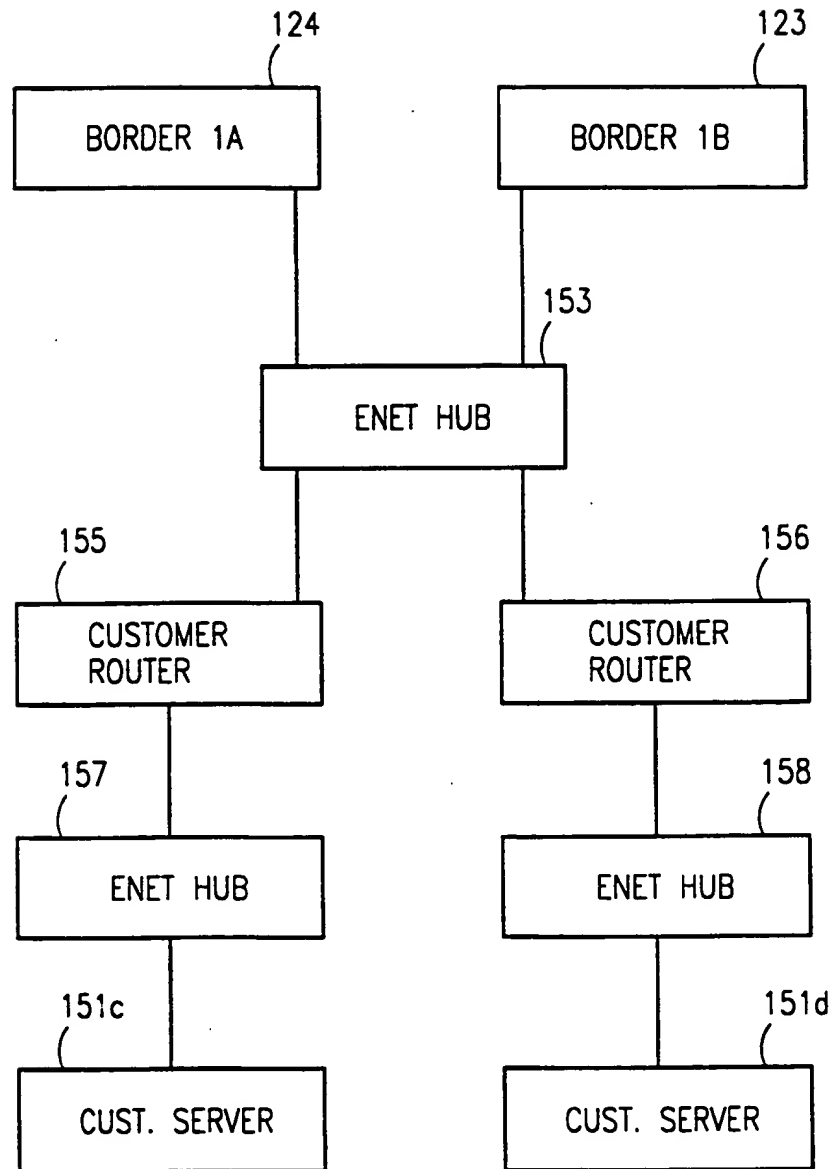 124
123
BORDER 1A
BORDER 1B
153
ENET HUB
155
156
CUSTOMER
ROUTER
CUSTOMER
ROUTER
157
158
ENET HUB
ENET HUB
151c
151d
CUST. SERVER
CUST. SERVER